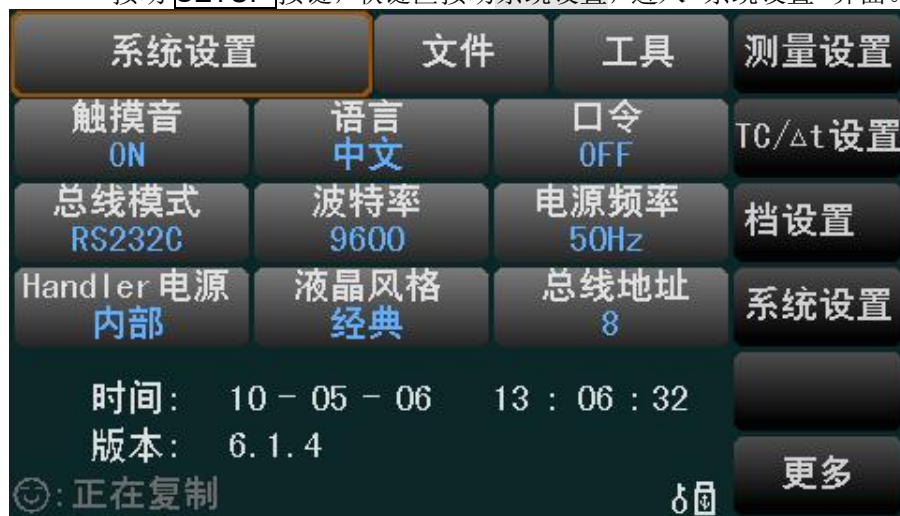 系统设置 文件 工具 测量设置
触摸音 语言 口令 TC/△t设置
ON 中文 OFF
总线模式 波特率 电源频率 档设置
RS232C 9600 50Hz
Handler电源 液晶风格 总线地址 系统设置
内部 经典 8
时间: 10 - 05 - 06 13 : 06 : 32
版本: 6.1.4
更多
:正在复制